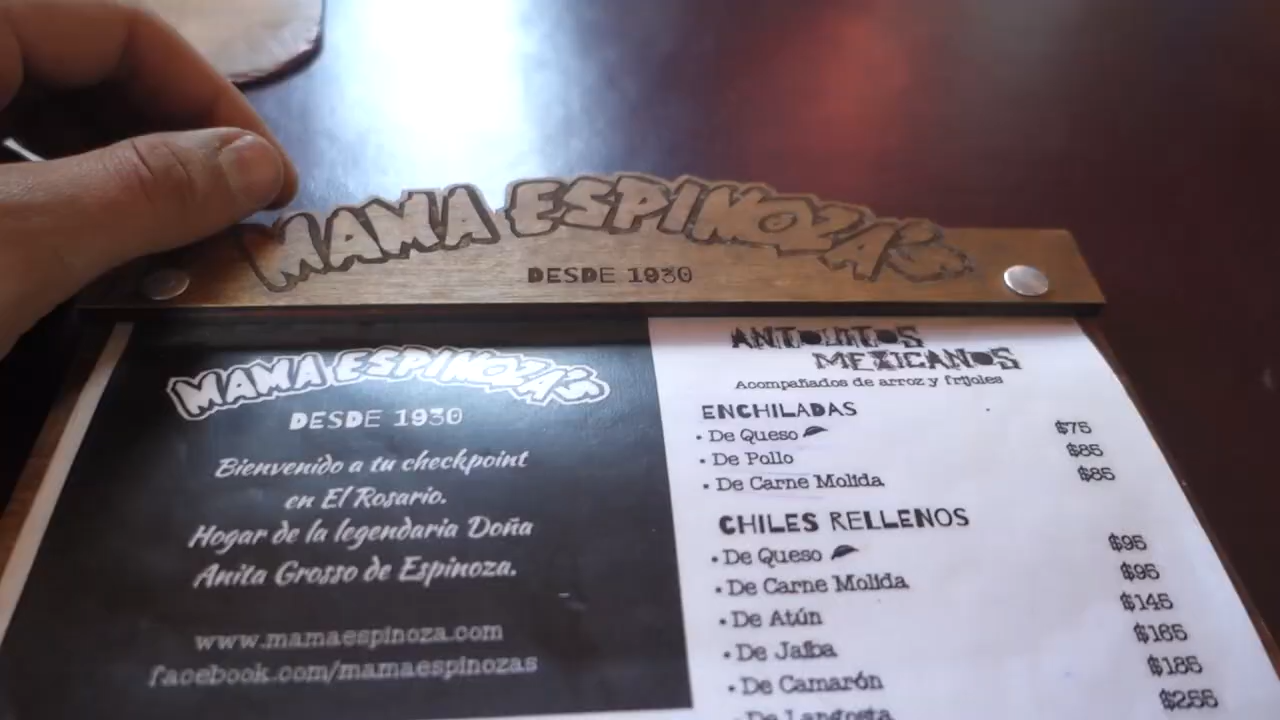 MAMA ESPINOZA'S
DESDE 1930
MAMA ESPINOZA'S
DESDE 1930
Bienvenido a tu checkpoint
en El Rosario.
Hogar de la legendaria Doña
Anita Grosso de Espinoza.
www.mamaespinoza.com
facebook.com/mamaespinozas
ANTOJITOS
MEXICANOS
Acompañados de arroz y frijoles
ENCHILADAS
• De Queso $75
• De Pollo $85
• De Carne Molida $85
CHILES RELLENOS
• De Queso $95
• De Carne Molida $95
• De Atún $145
• De Jaiba $165
• De Camarón $185
• De Langosta $255